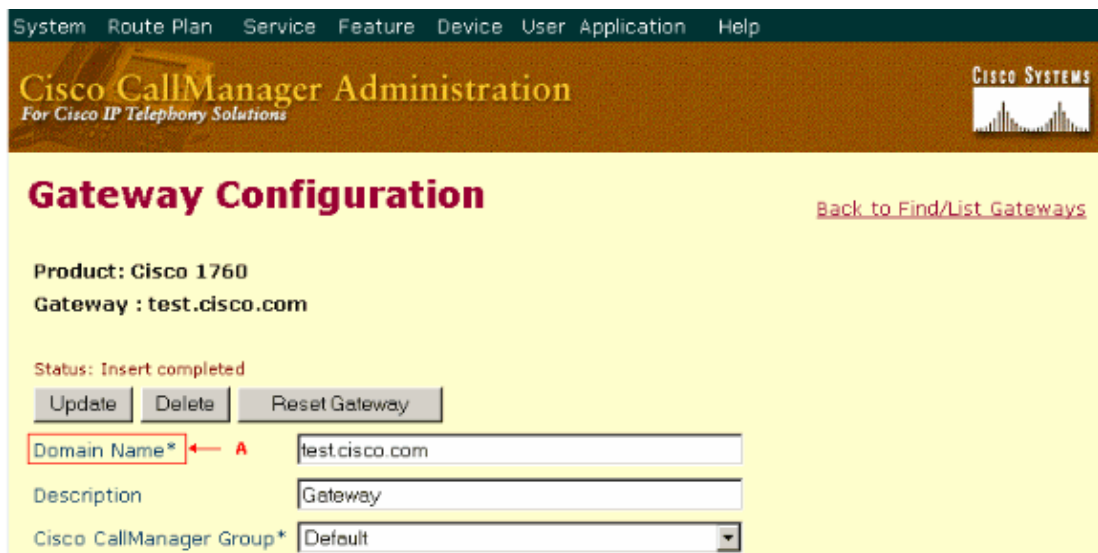 System Route Plan Service Feature Device User Application Help
Cisco CallManager Administration
For Cisco IP Telephony Solutions
CISCO SYSTEMS
Gateway Configuration
Back to Find/List Gateways
Product: Cisco 1760
Gateway : test.cisco.com
Status: Insert completed
Update Delete Reset Gateway
Domain Name* A test.cisco.com
Description Gateway
Cisco CallManager Group* Default